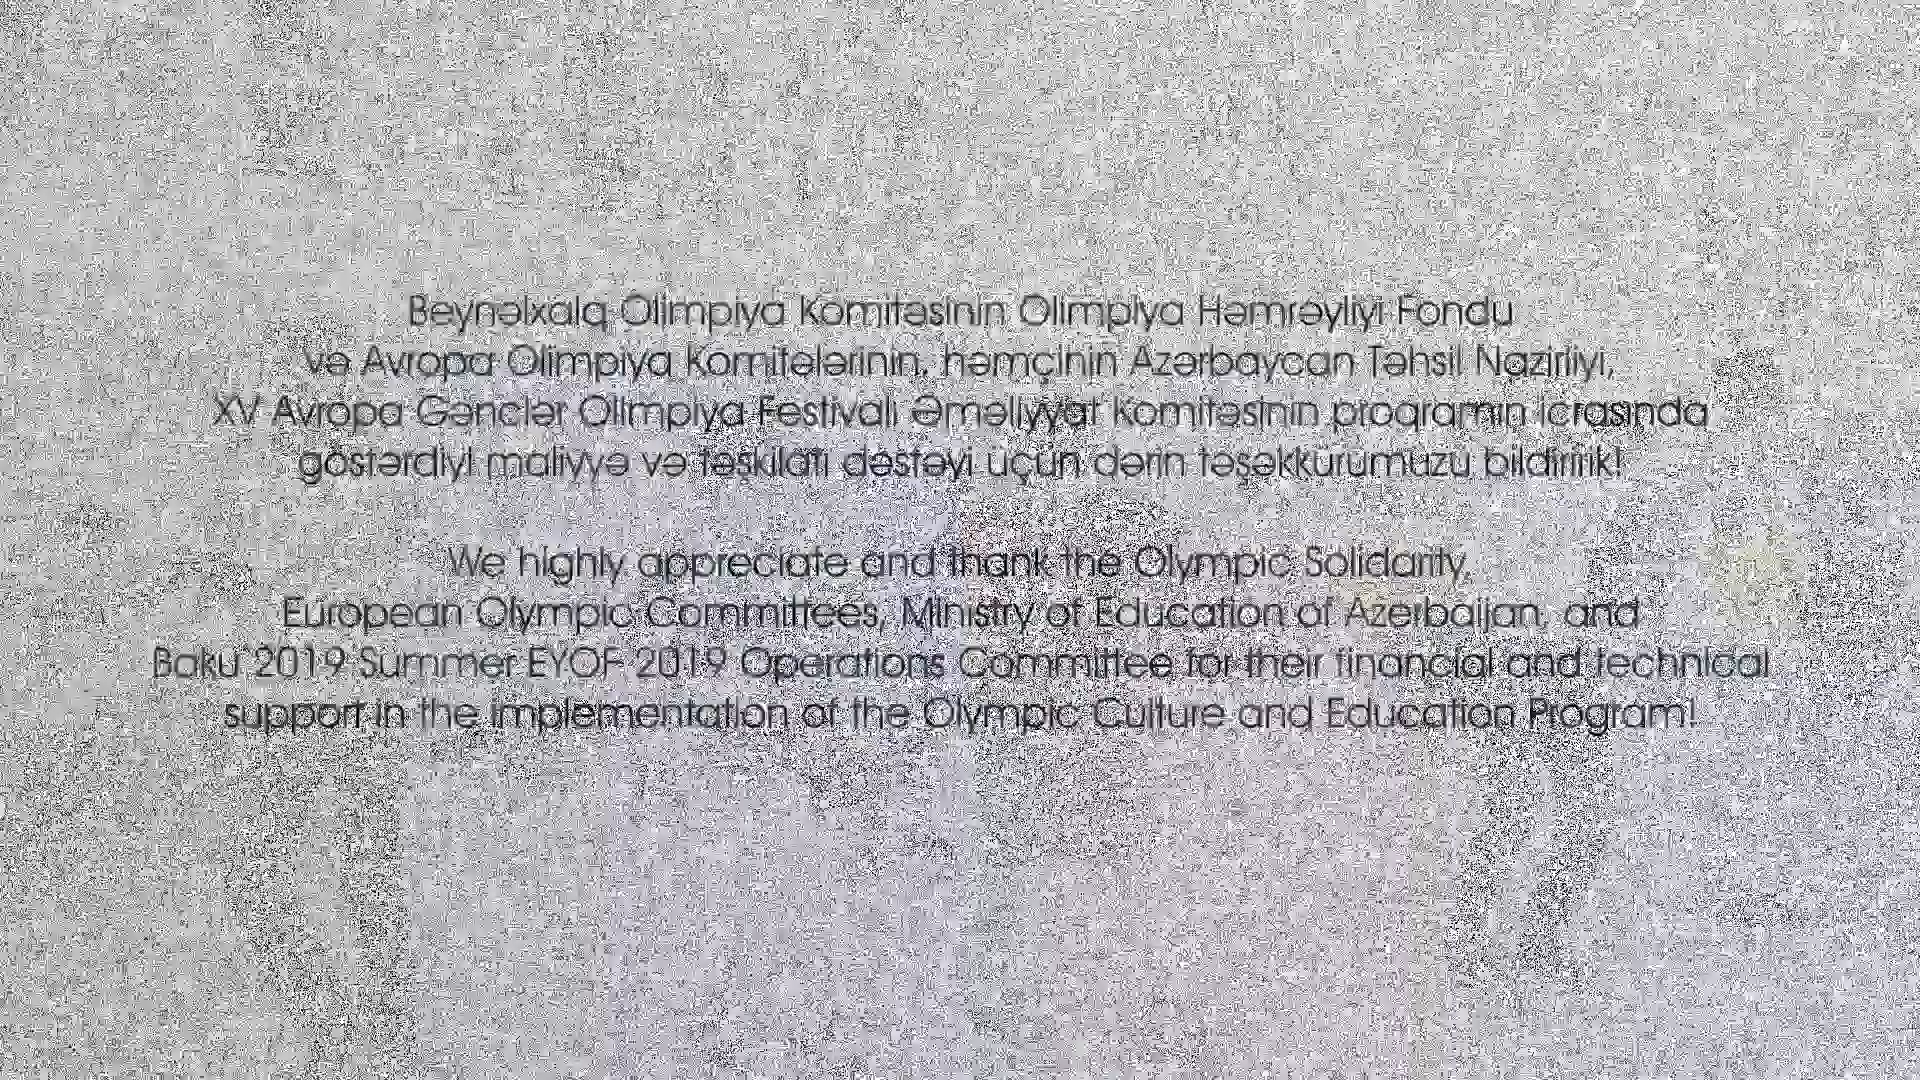 Beynəlxalq Olimpiya Komitəsinin Olimpiya Həmrəyliyi Fondu
və Avropa Olimpiya Komitələrinin, həmçinin Azərbaycan Təhsil Nazirliyi,
XV Avropa Gənclər Olimpiya Festivalı Əməliyyat Komitəsinin proqramın icrasında
göstərdiyi maliyyə və təşkilati dəstəyi üçün dərin təşəkkürümüzü bildiririk!
We highly appreciate and thank the Olympic Solidarity,
European Olympic Committees, Ministry of Education of Azerbaijan, and
Baku 2019 Summer EYOF 2019 Operations Committee for their financial and technical
support in the implementation of the Olympic Culture and Education Program!